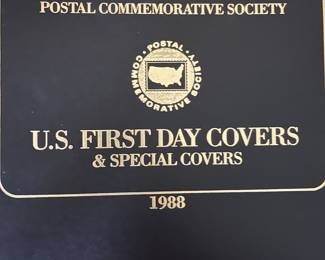 POSTAL COMMEMORATIVE SOCIETY
· POSTAL · COMMEMORATIVE SOCIETY
U.S. FIRST DAY COVERS
& SPECIAL COVERS
1988